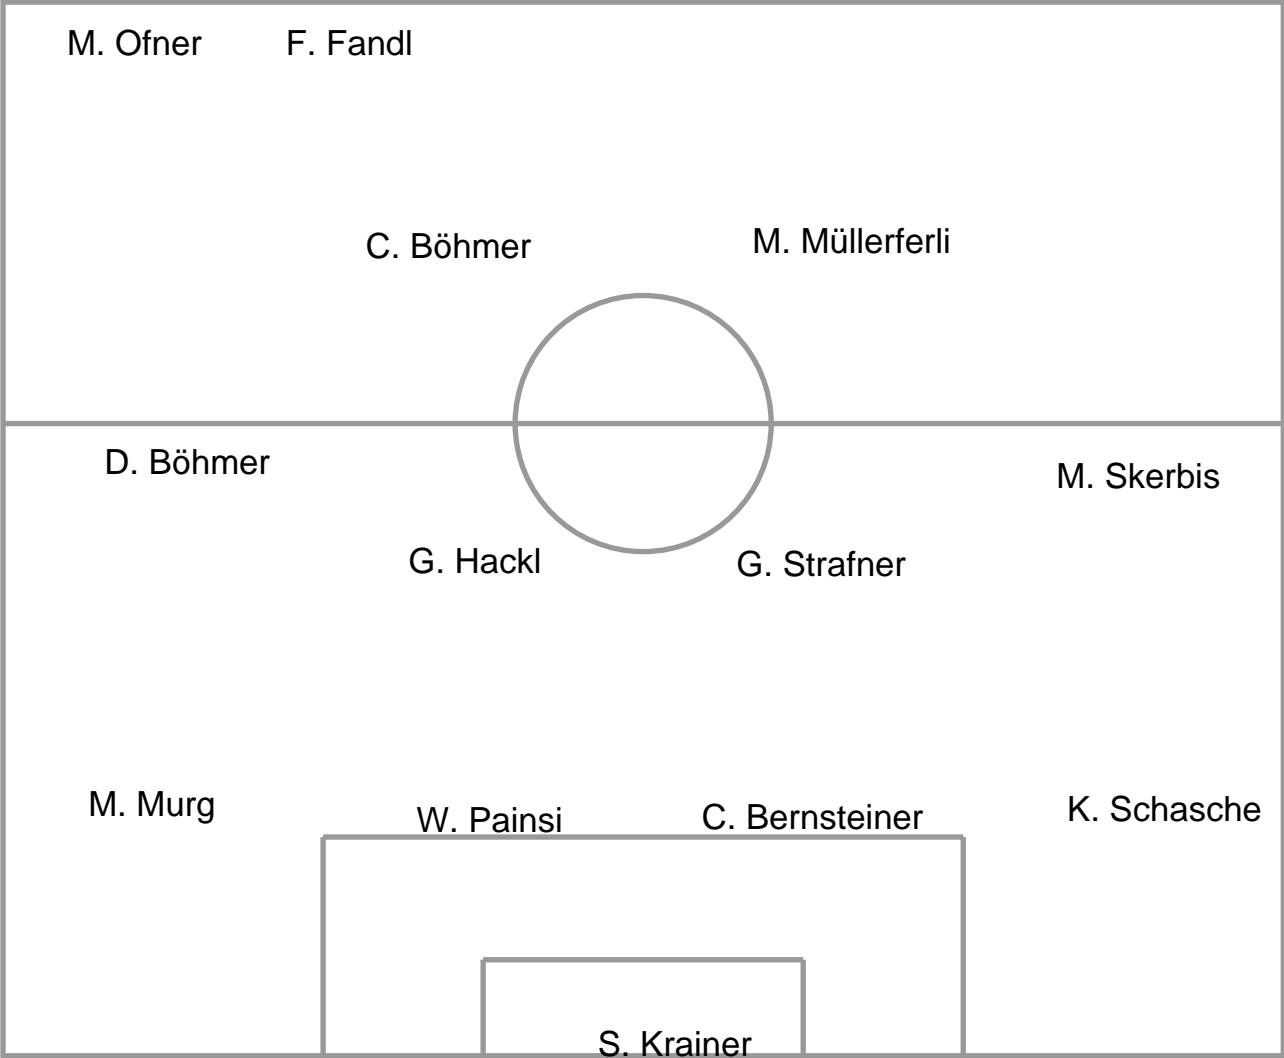 M. Ofner F. Fandl
C. Böhmer M. Müllerferli
D. Böhmer M. Skerbis
G. Hackl G. Strafner
M. Murg W. Painsi C. Bernsteiner K. Schasche
S. Krainer